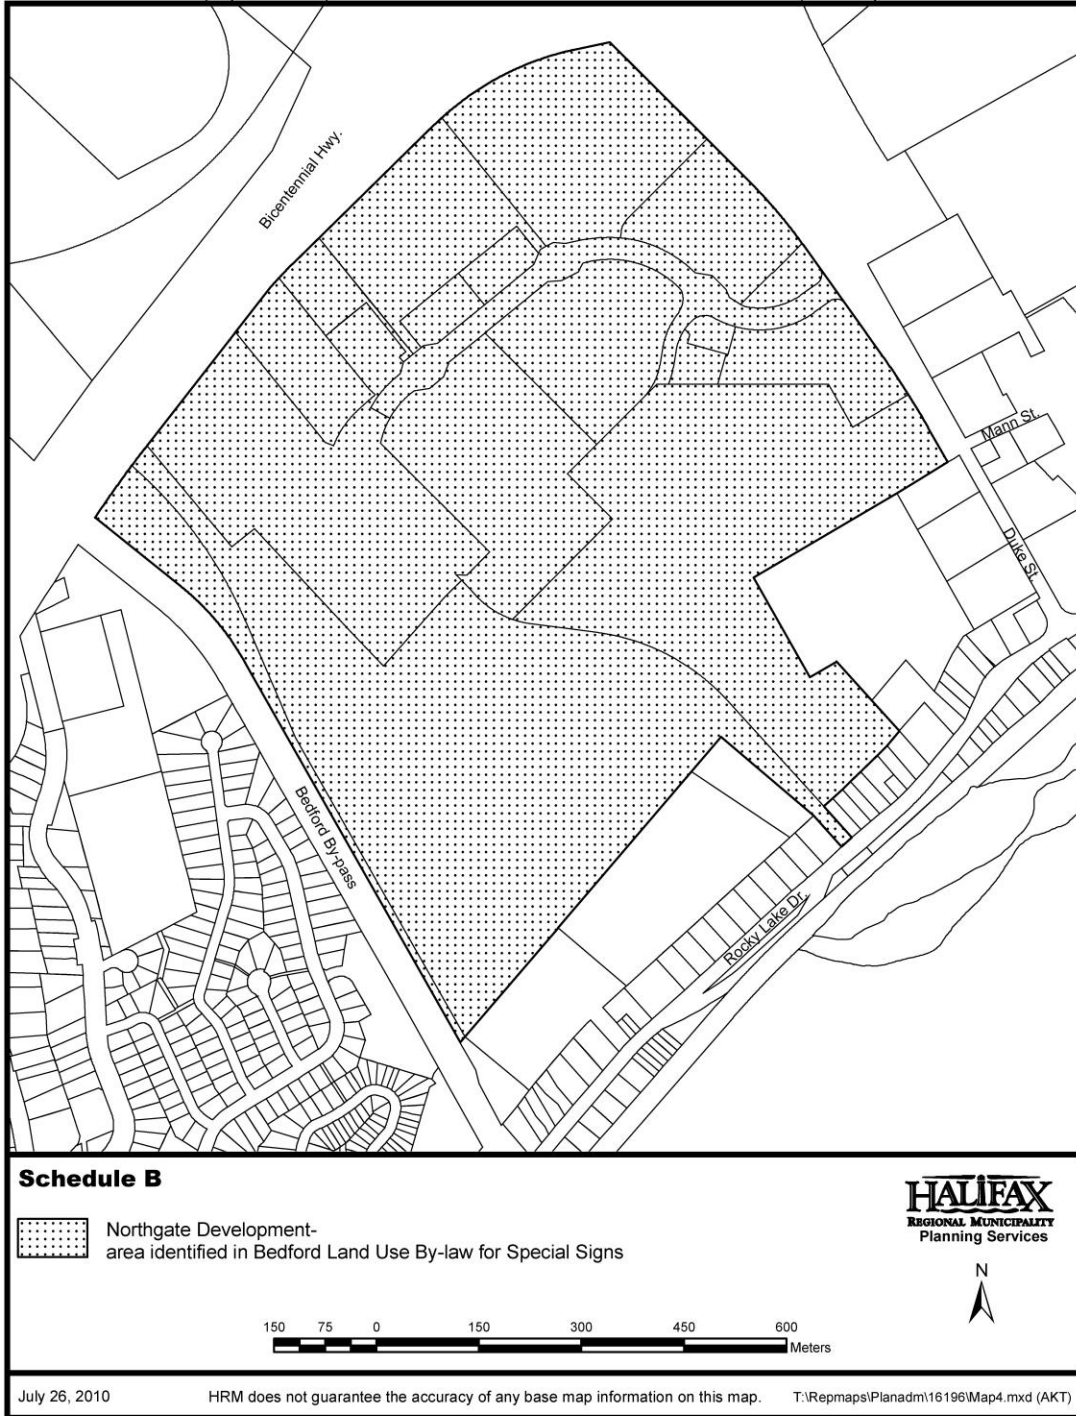 Bicentennial Hwy.
Mann St.
Duke St.
Bedford By-pass
Rocky Lake Dr.
Schedule B
Northgate Development-
area identified in Bedford Land Use By-law for Special Signs
HALIFAX
REGIONAL MUNICIPALITY
Planning Services
N
150 75 0 150 300 450 600
Meters
July 26, 2010
HRM does not guarantee the accuracy of any base map information on this map.
T:\Repmaps\Planadm\16196\Map4.mxd (AKT)